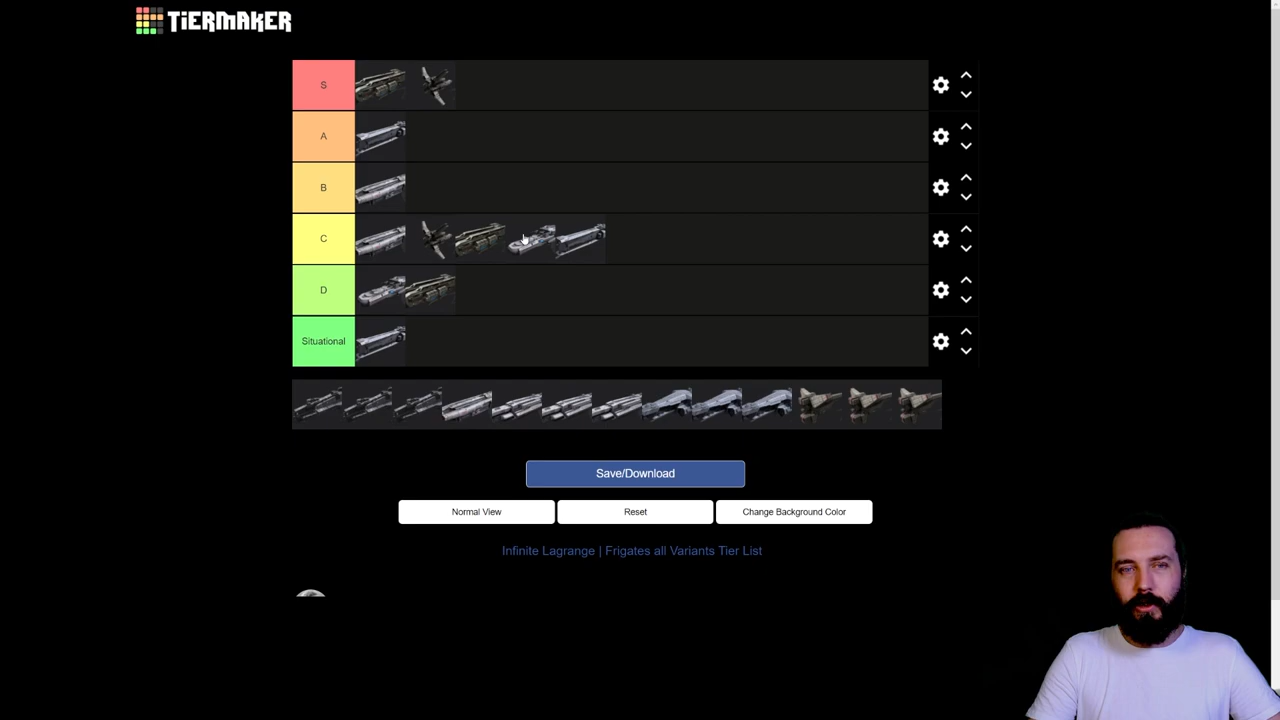 TiERMAKER
S
A
B
C
D
Situational
Save/Download
Normal View
Reset
Change Background Color
Infinite Lagrange | Frigates all Variants Tier List